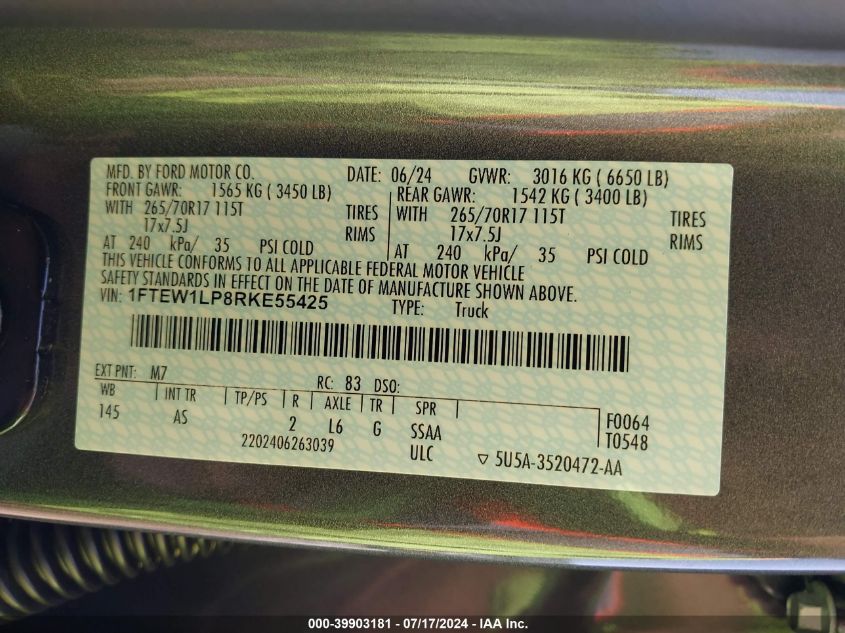 MFD. BY FORD MOTOR CO. DATE: 06/24 GVWR: 3016 KG ( 6650 LB)
FRONT GAWR: 1565 KG ( 3450 LB) REAR GAWR: 1542 KG ( 3400 LB)
WITH 265/70R17 115T TIRES WITH 265/70R17 115T TIRES
17x7.5J RIMS 17x7.5J RIMS
AT 240 kPa/ 35 PSI COLD AT 240 kPa/ 35 PSI COLD
THIS VEHICLE CONFORMS TO ALL APPLICABLE FEDERAL MOTOR VEHICLE
SAFETY STANDARDS IN EFFECT ON THE DATE OF MANUFACTURE SHOWN ABOVE.
VIN: 1FTEW1LP8RKE55425 TYPE: Truck
EXT PNT: M7 RC: 83 DSO:
WB INT TR TP/PS R AXLE TR SPR
145 AS 2 L6 G SSAA F0064
2202406263039 ULC T0548
▽ 5U5A-3520472-AA
000-39903181 - 07/17/2024 - IAA Inc.